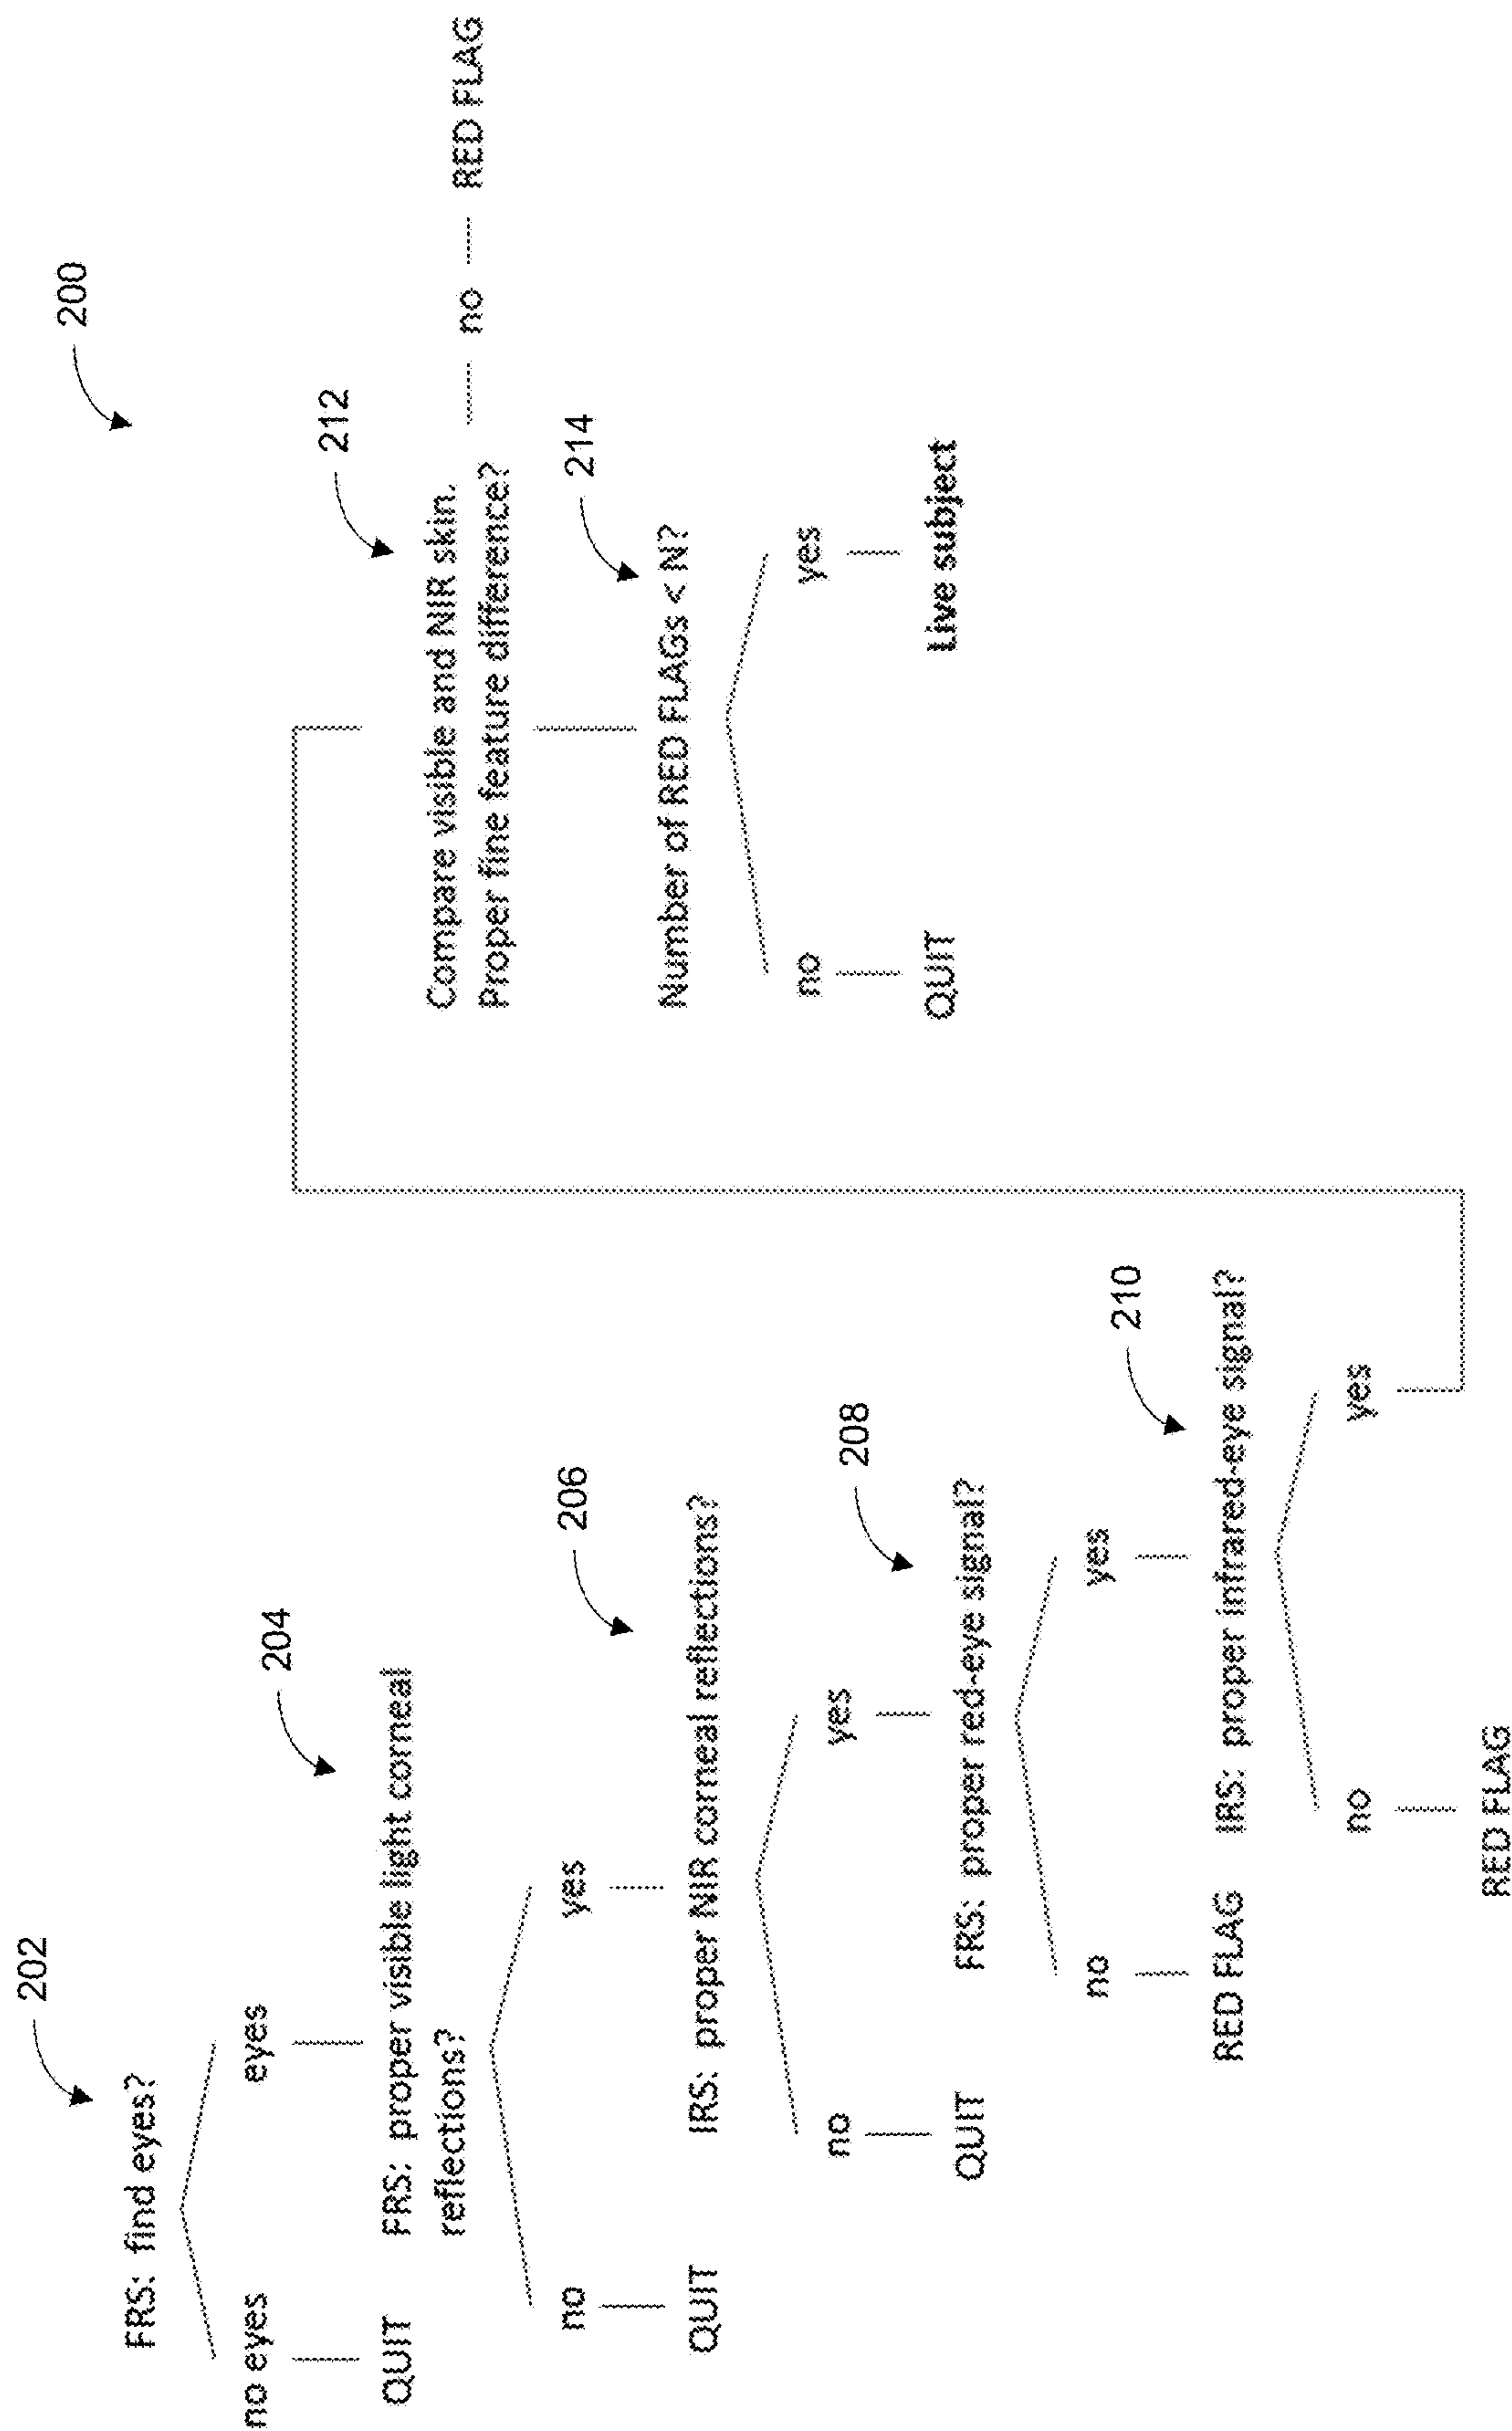 200
202
FRS: find eyes?
no eyes
eyes
QUIT
204
FRS: proper visible light corneal
reflections?
no
yes
QUIT
206
IRS: proper NIR corneal reflections?
no
yes
QUIT
208
FRS: proper red-eye signal?
no
yes
RED FLAG
210
IRS: proper infrared-eye signal?
no
yes
RED FLAG
212
Compare visible and NIR skin.
Proper fine feature difference?
no
RED FLAG
214
Number of RED FLAGs < N?
no
yes
QUIT
Live subject